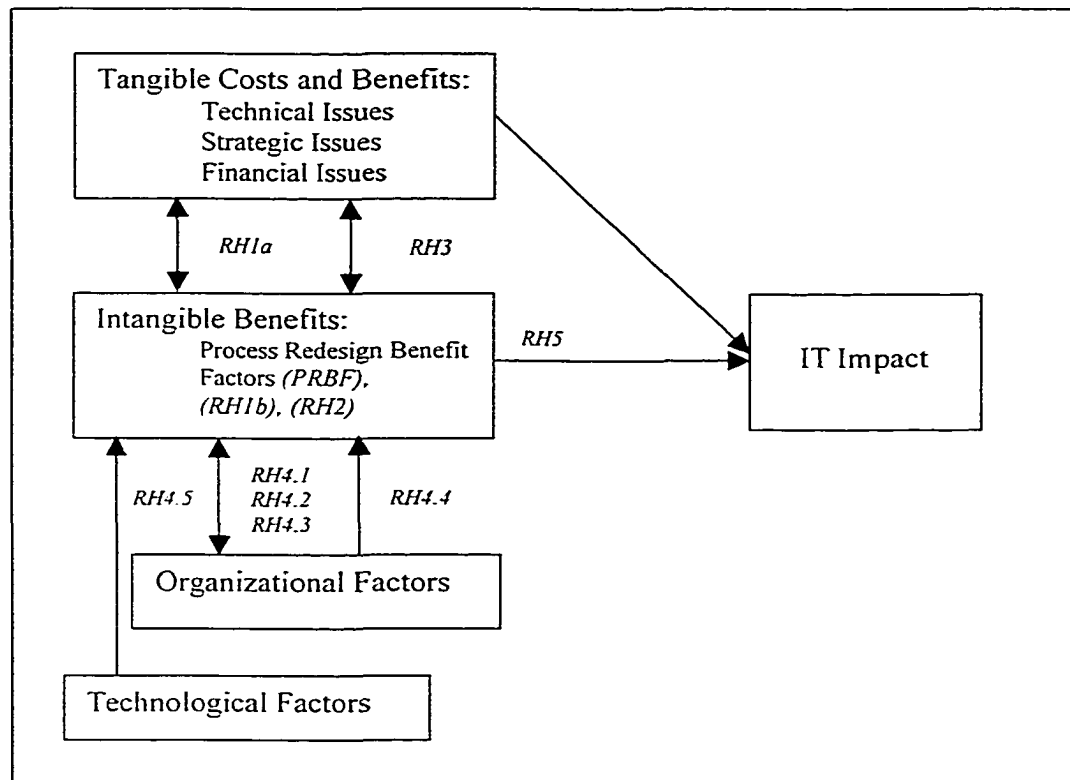 Tangible Costs and Benefits:
Technical Issues
Strategic Issues
Financial Issues
RH1a
RH3
Intangible Benefits:
Process Redesign Benefit
Factors (PRBF),
(RH1b), (RH2)
RH5
IT Impact
RH4.5
RH4.1
RH4.2
RH4.3
RH4.4
Organizational Factors
Technological Factors